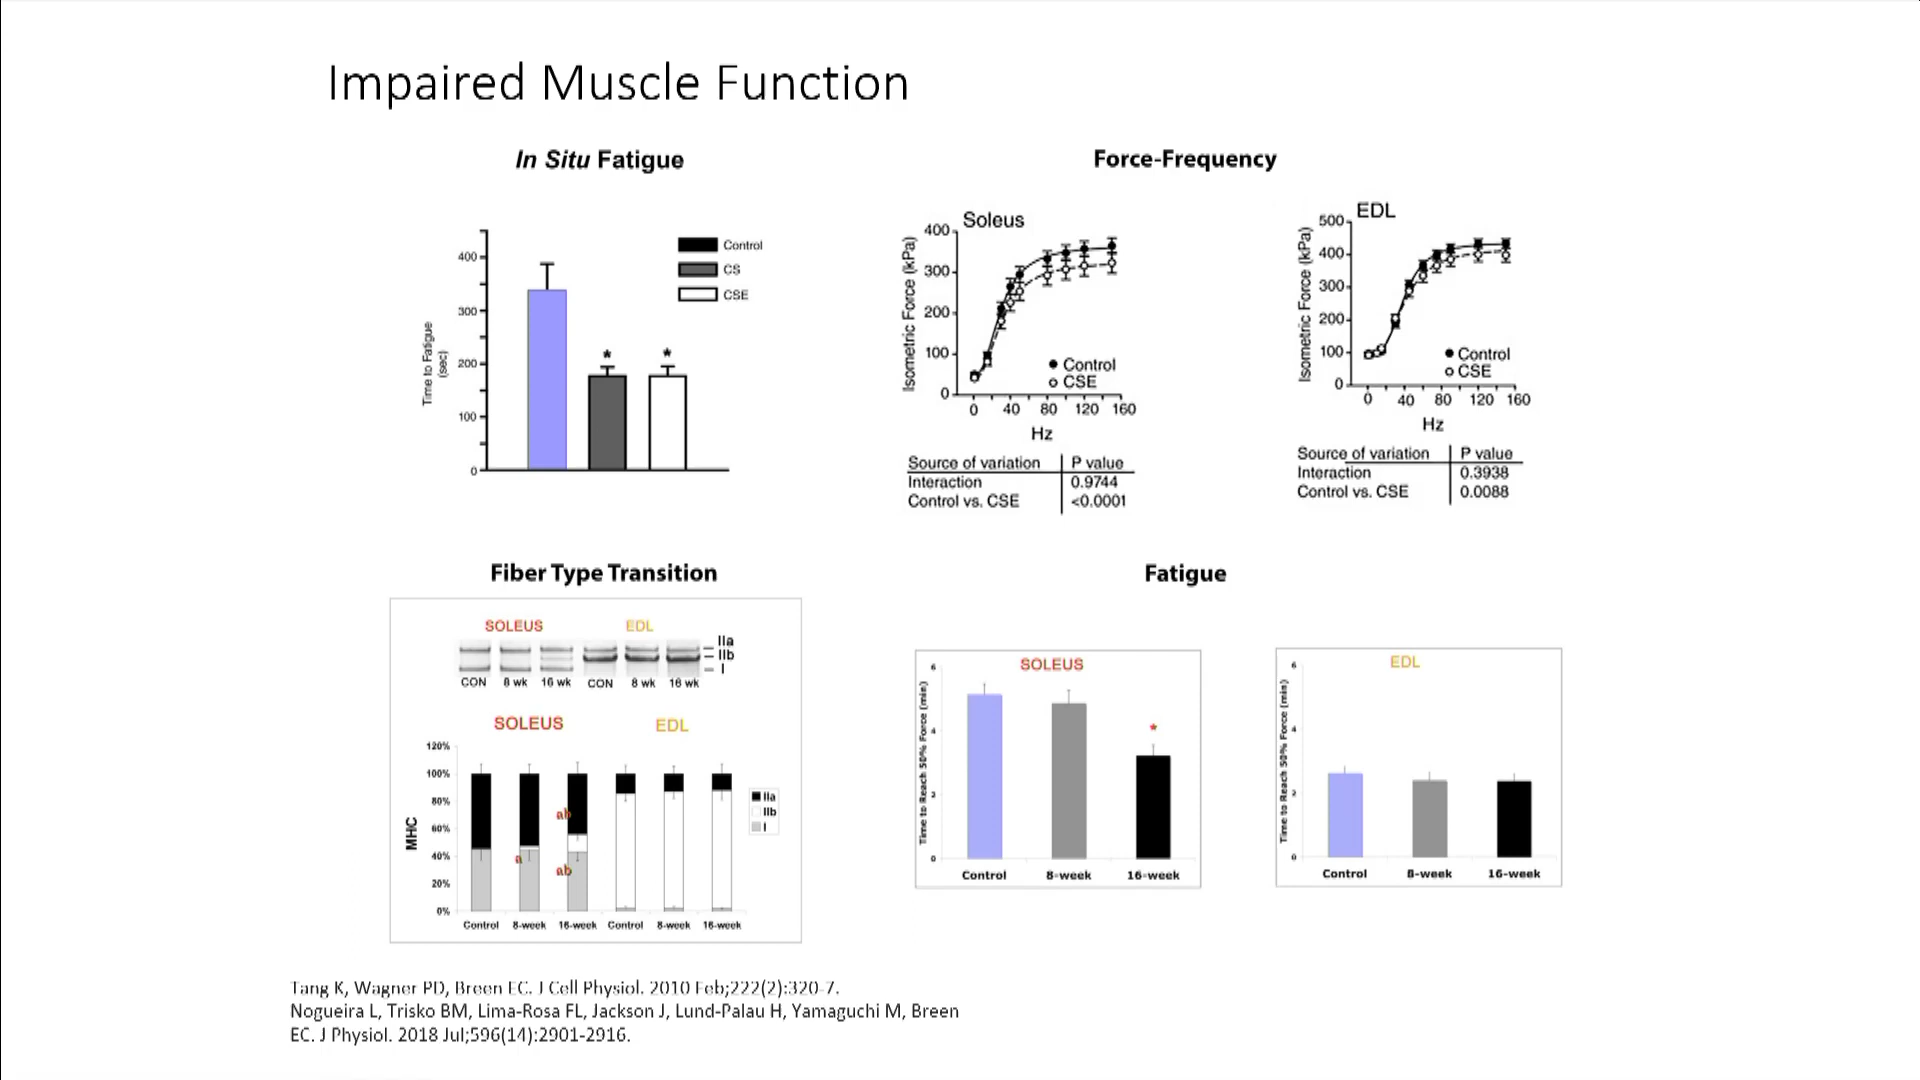 Impaired Muscle Function
In Situ Fatigue
Time to Fatigue
(sec)
400
300
200
100
0
*
*
Control
CS
CSE
Force-Frequency
Soleus
Isometric Force (kPa)
400
300
200
100
0
Control
CSE
0 40 80 120 160
Hz
Source of variation P value
Interaction 0.9744
Control vs. CSE <0.0001
EDL
Isometric Force (kPa)
500
400
300
200
100
0
Control
CSE
0 40 80 120 160
Hz
Source of variation P value
Interaction 0.3938
Control vs. CSE 0.0088
Fiber Type Transition
SOLEUS EDL
IIa
IIb
I
CON 8 wk 16 wk CON 8 wk 16 wk
SOLEUS EDL
MHC
120%
100%
80%
60%
40%
20%
0%
ab
a
ab
IIa
IIb
I
Control 8-week 16-week Control 8-week 16-week
Fatigue
SOLEUS
Time to Reach 50% Force (min)
6
4
2
0
*
Control 8-week 16-week
EDL
Time to Reach 50% Force (min)
6
4
2
0
Control 8-week 16-week
Tang K, Wagner PD, Breen EC. J Cell Physiol. 2010 Feb;222(2):320-7.
Nogueira L, Trisko BM, Lima-Rosa FL, Jackson J, Lund-Palau H, Yamaguchi M, Breen
EC. J Physiol. 2018 Jul;596(14):2901-2916.